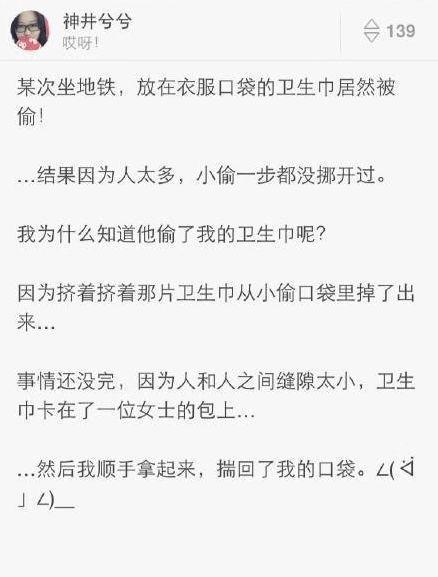 神井兮兮
哎呀！
139
某次坐地铁，放在衣服口袋的卫生巾居然被
偷！
...结果因为人太多，小偷一步都没挪开过。
我为什么知道他偷了我的卫生巾呢？
因为挤着挤着那片卫生巾从小偷口袋里掉了出
来...
事情还没完，因为人和人之间缝隙太小，卫生
巾卡在了一位女士的包上...
...然后我顺手拿起来，揣回了我的口袋。∠( ᐛ
」∠)＿